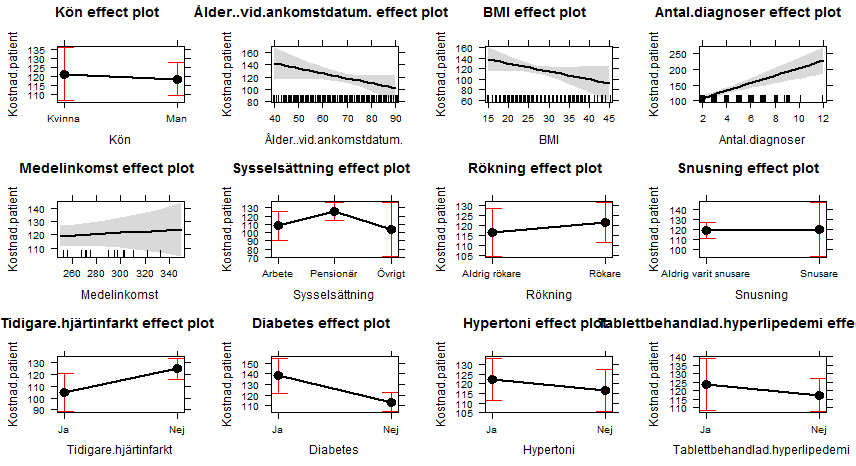 Kön effect plot
Kostnad.patient
135
130
125
120
115
110
Kvinna Man
Kön
Ålder..vid.ankomstdatum. effect plot
Kostnad.patient
160
140
120
100
80
40 50 60 70 80 90
Ålder..vid.ankomstdatum.
BMI effect plot
Kostnad.patient
160
140
120
100
80
60
15 20 25 30 35 40 45
BMI
Antal.diagnoser effect plot
Kostnad.patient
250
200
150
100
2 4 6 8 10 12
Antal.diagnoser
Medelinkomst effect plot
Kostnad.patient
140
130
120
110
260 280 300 320 340
Medelinkomst
Sysselsättning effect plot
Kostnad.patient
130
120
110
100
90
80
70
Arbete Pensionär Övrigt
Sysselsättning
Rökning effect plot
Kostnad.patient
130
125
120
115
110
105
Aldrig rökare Rökare
Rökning
Snusning effect plot
Kostnad.patient
140
130
120
110
100
Aldrig varit snusare Snusare
Snusning
Tidigare.hjärtinfarkt effect plot
Kostnad.patient
130
120
110
100
90
Ja Nej
Tidigare.hjärtinfarkt
Diabetes effect plot
Kostnad.patient
150
140
130
120
110
Ja Nej
Diabetes
Hypertoni effect plot
Kostnad.patient
130
125
120
115
110
105
Ja Nej
Hypertoni
Tablettbehandlad.hyperlipedemi effe
Kostnad.patient
140
130
120
110
Ja Nej
Tablettbehandlad.hyperlipedemi